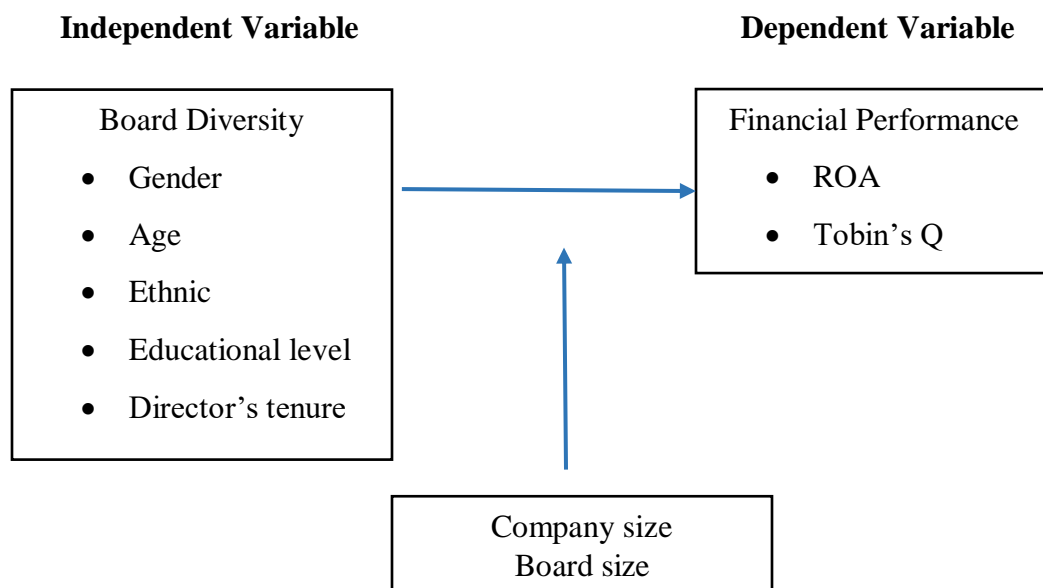 Independent Variable
Dependent Variable
Board Diversity
• Gender
• Age
• Ethnic
• Educational level
• Director’s tenure
Financial Performance
• ROA
• Tobin’s Q
Company size
Board size